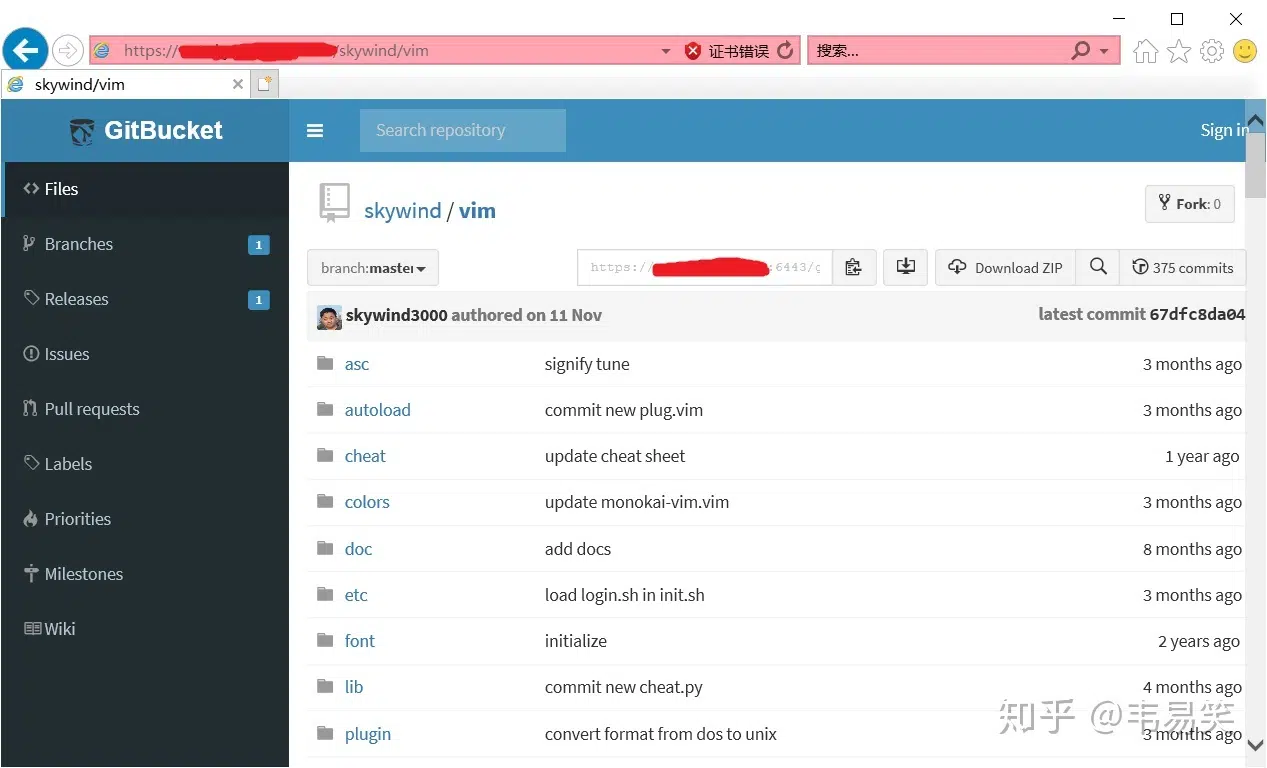 https:// /skywind/vim 证书错误 搜索...
skywind/vim
GitBucket Search repository Sign in
Files
Branches 1
Releases 1
Issues
Pull requests
Labels
Priorities
Milestones
Wiki
skywind / vim Fork: 0
branch:master https:// :6443/g Download ZIP 375 commits
skywind3000 authored on 11 Nov latest commit 67dfc8da04
asc signify tune 3 months ago
autoload commit new plug.vim 3 months ago
cheat update cheat sheet 1 year ago
colors update monokai-vim.vim 3 months ago
doc add docs 8 months ago
etc load login.sh in init.sh 3 months ago
font initialize 2 years ago
lib commit new cheat.py 4 months ago
plugin convert format from dos to unix 3 months ago
知乎 @韦易笑